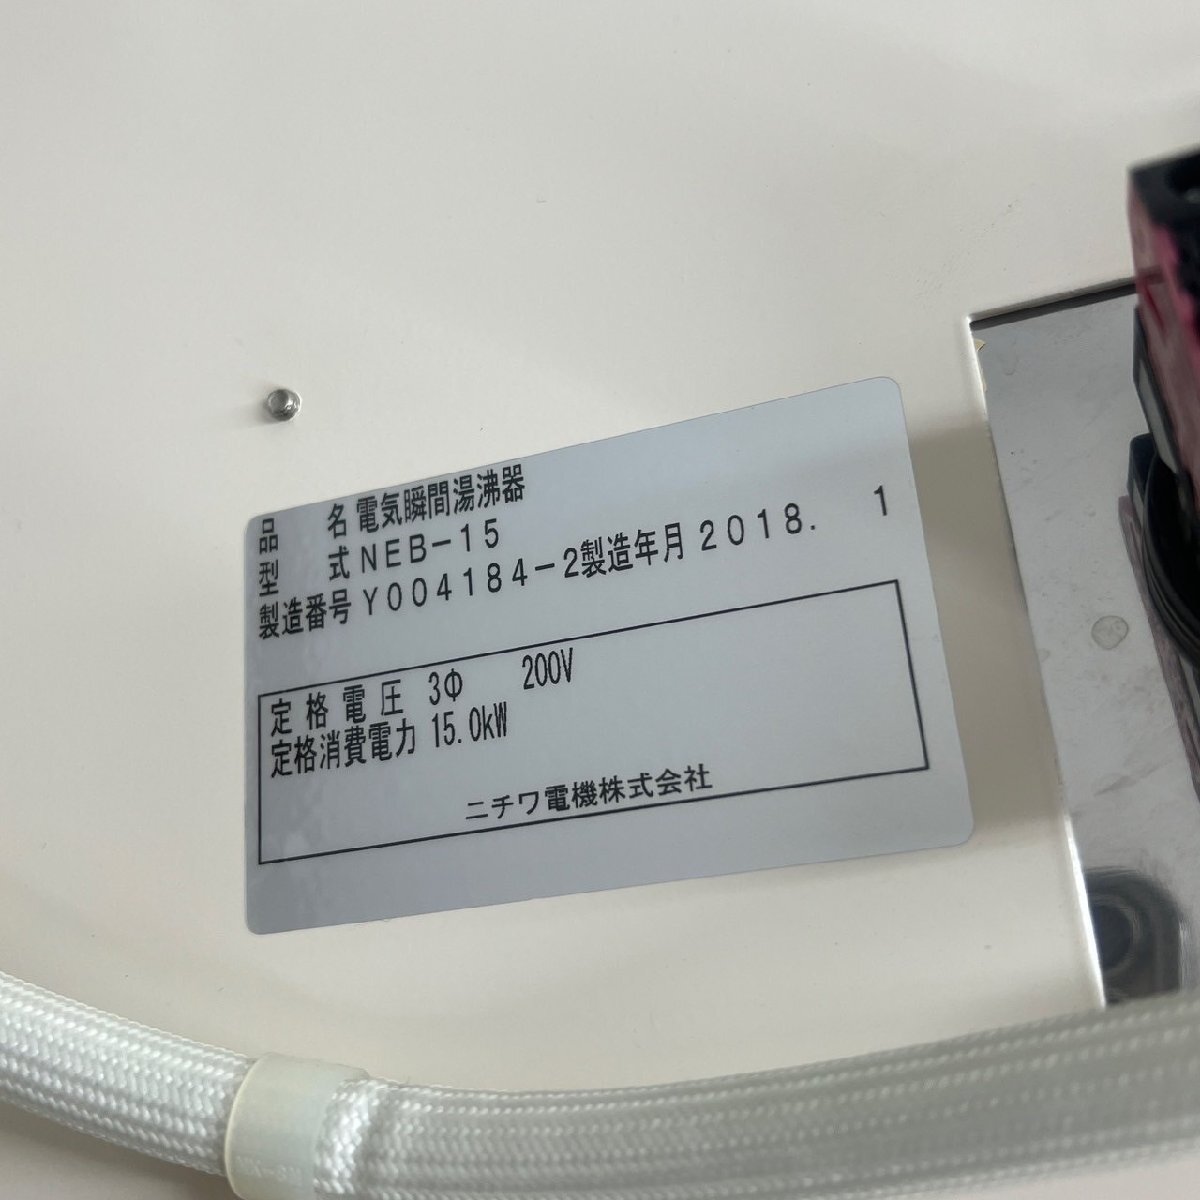 品 名 電気瞬間湯沸器
型 式 NEB-15
製造番号 Y004184-2 製造年月 2018. 1
定格電圧 3Φ 200V
定格消費電力 15.0kW
ニチワ電機株式会社